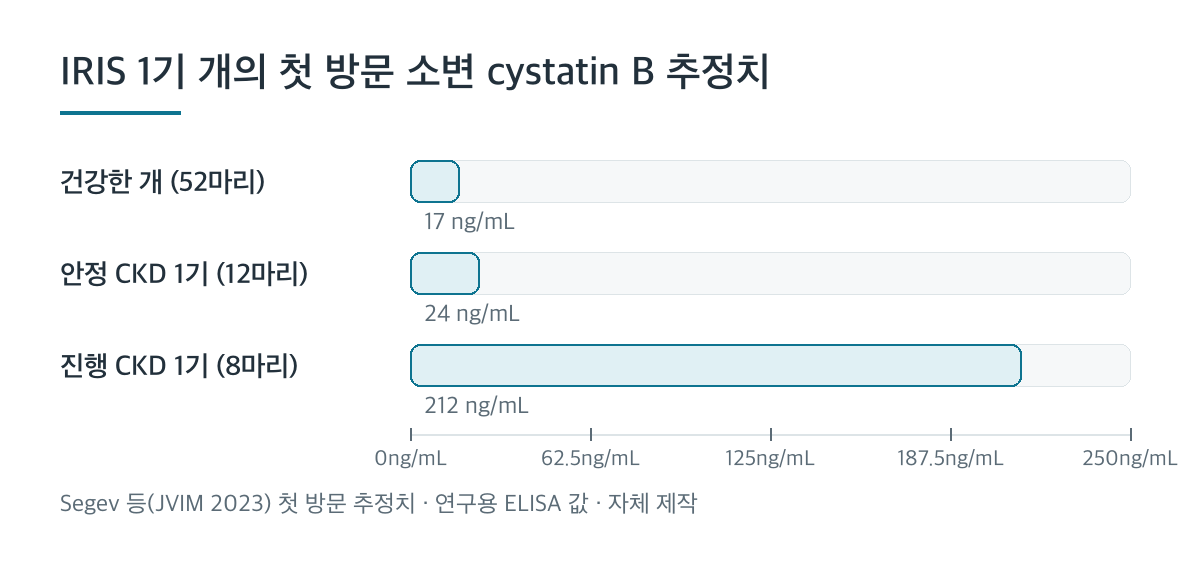 IRIS 1기 개의 첫 방문 소변 cystatin B 추정치
건강한 개 (52마리)
17 ng/mL
안정 CKD 1기 (12마리)
24 ng/mL
진행 CKD 1기 (8마리)
212 ng/mL
0ng/mL 62.5ng/mL 125ng/mL 187.5ng/mL 250ng/mL
Segev 등(JVIM 2023) 첫 방문 추정치 · 연구용 ELISA 값 · 자체 제작